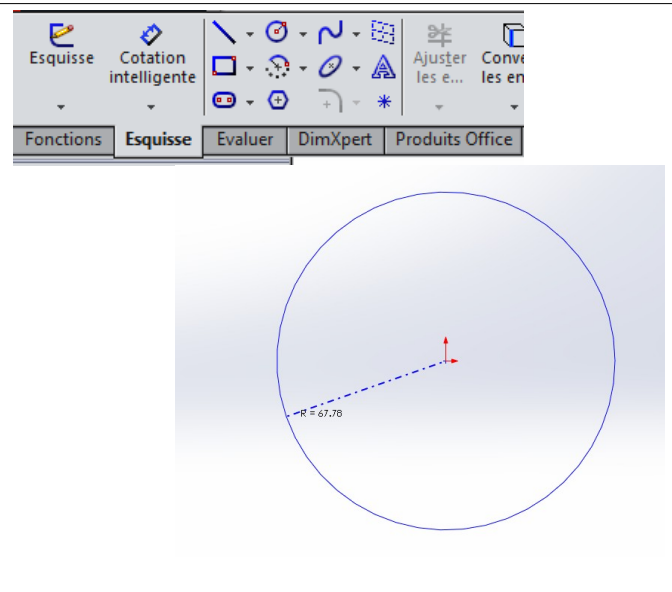 Esquisse
Cotation
intelligente
Ajuster
les e...
Conve
les en
Fonctions
Esquisse
Evaluer
DimXpert
Produits Office
R = 67.78